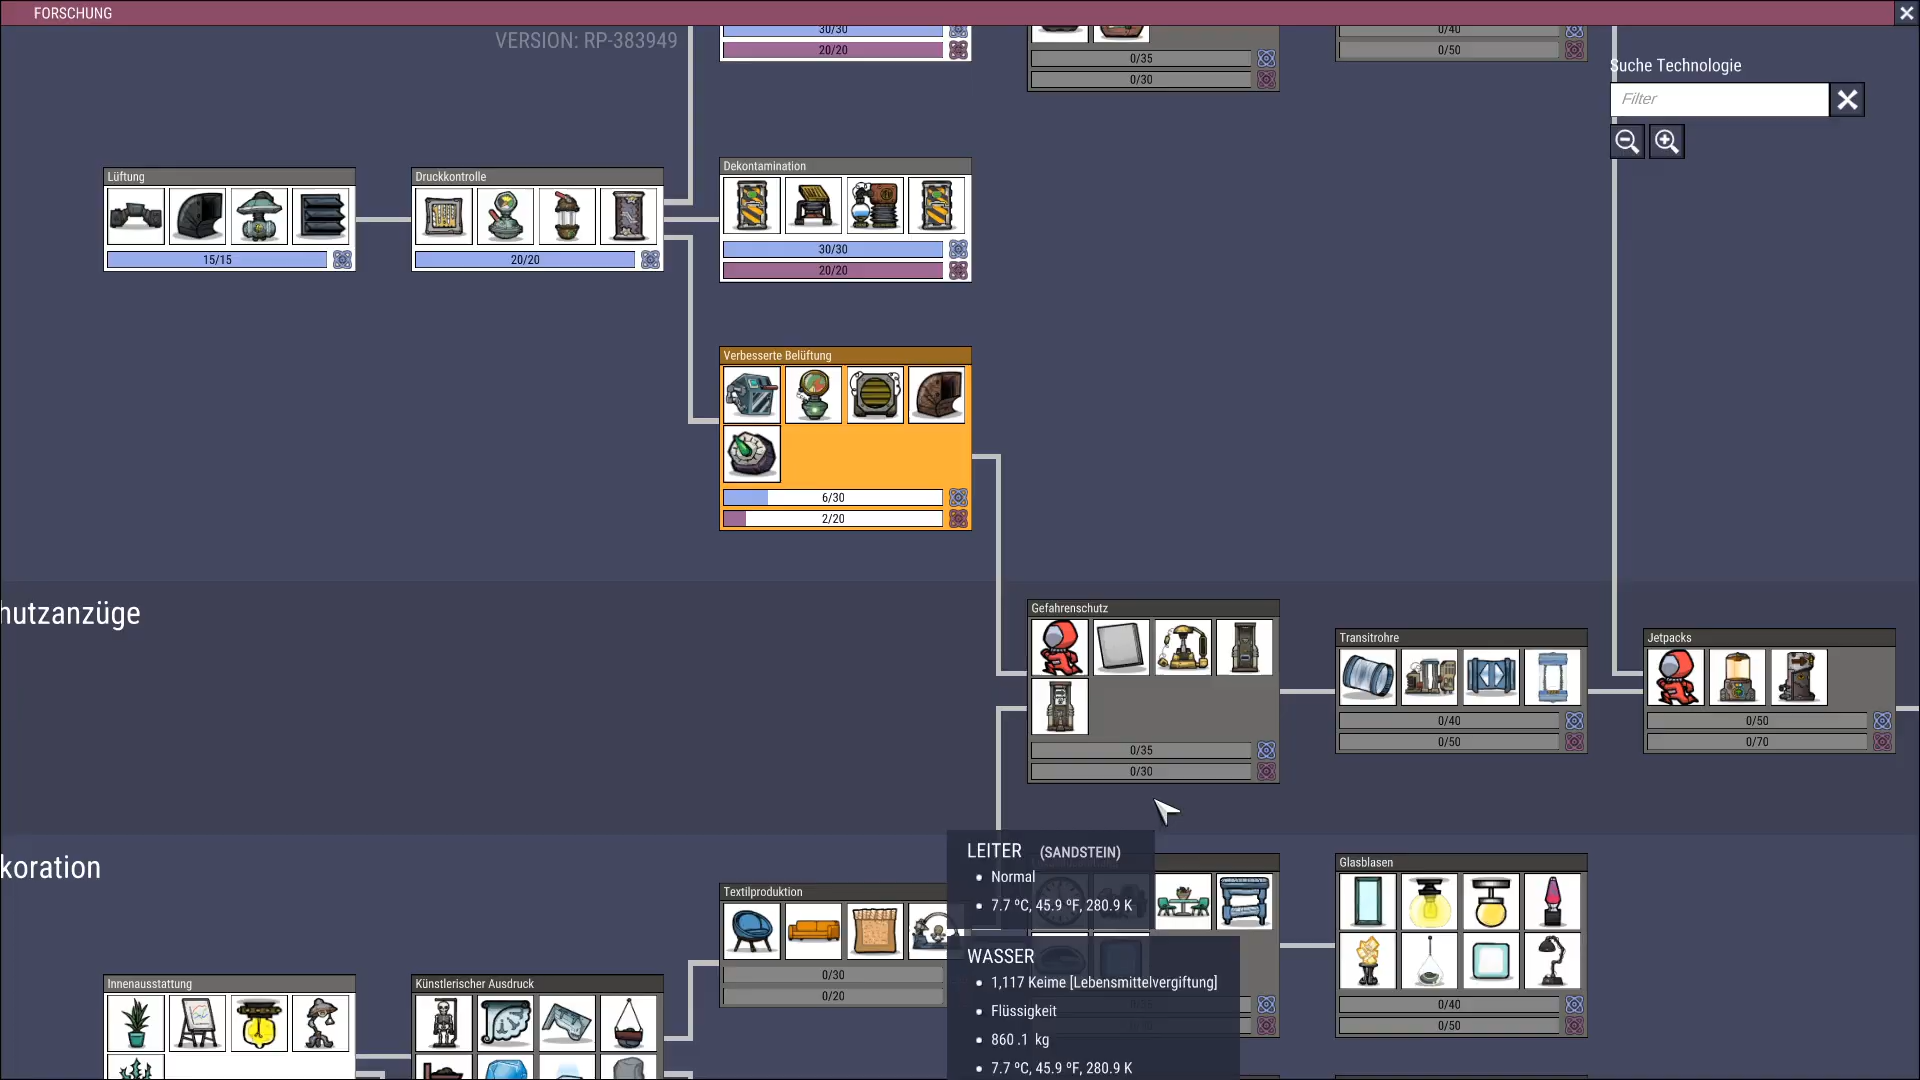 FORSCHUNG
VERSION: RP-383949
30/30
20/20
0/35
0/30
0/40
0/50
Suche Technologie
Filter
Lüftung
15/15
Druckkontrolle
20/20
Dekontamination
30/30
20/20
Verbesserte Belüftung
6/30
2/20
hutzanzüge
Gefahrenschutz
0/35
0/30
Transitrohre
0/40
0/50
Jetpacks
0/50
0/70
koration
Textilproduktion
0/30
0/20
LEITER (SANDSTEIN)
Normal
7.7 ºC, 45.9 ºF, 280.9 K
WASSER
1,117 Keime [Lebensmittelvergiftung]
Flüssigkeit
860.1 kg
7.7 ºC, 45.9 ºF, 280.9 K
Glasblasen
0/40
0/50
Innenausstattung
Künstlerischer Ausdruck